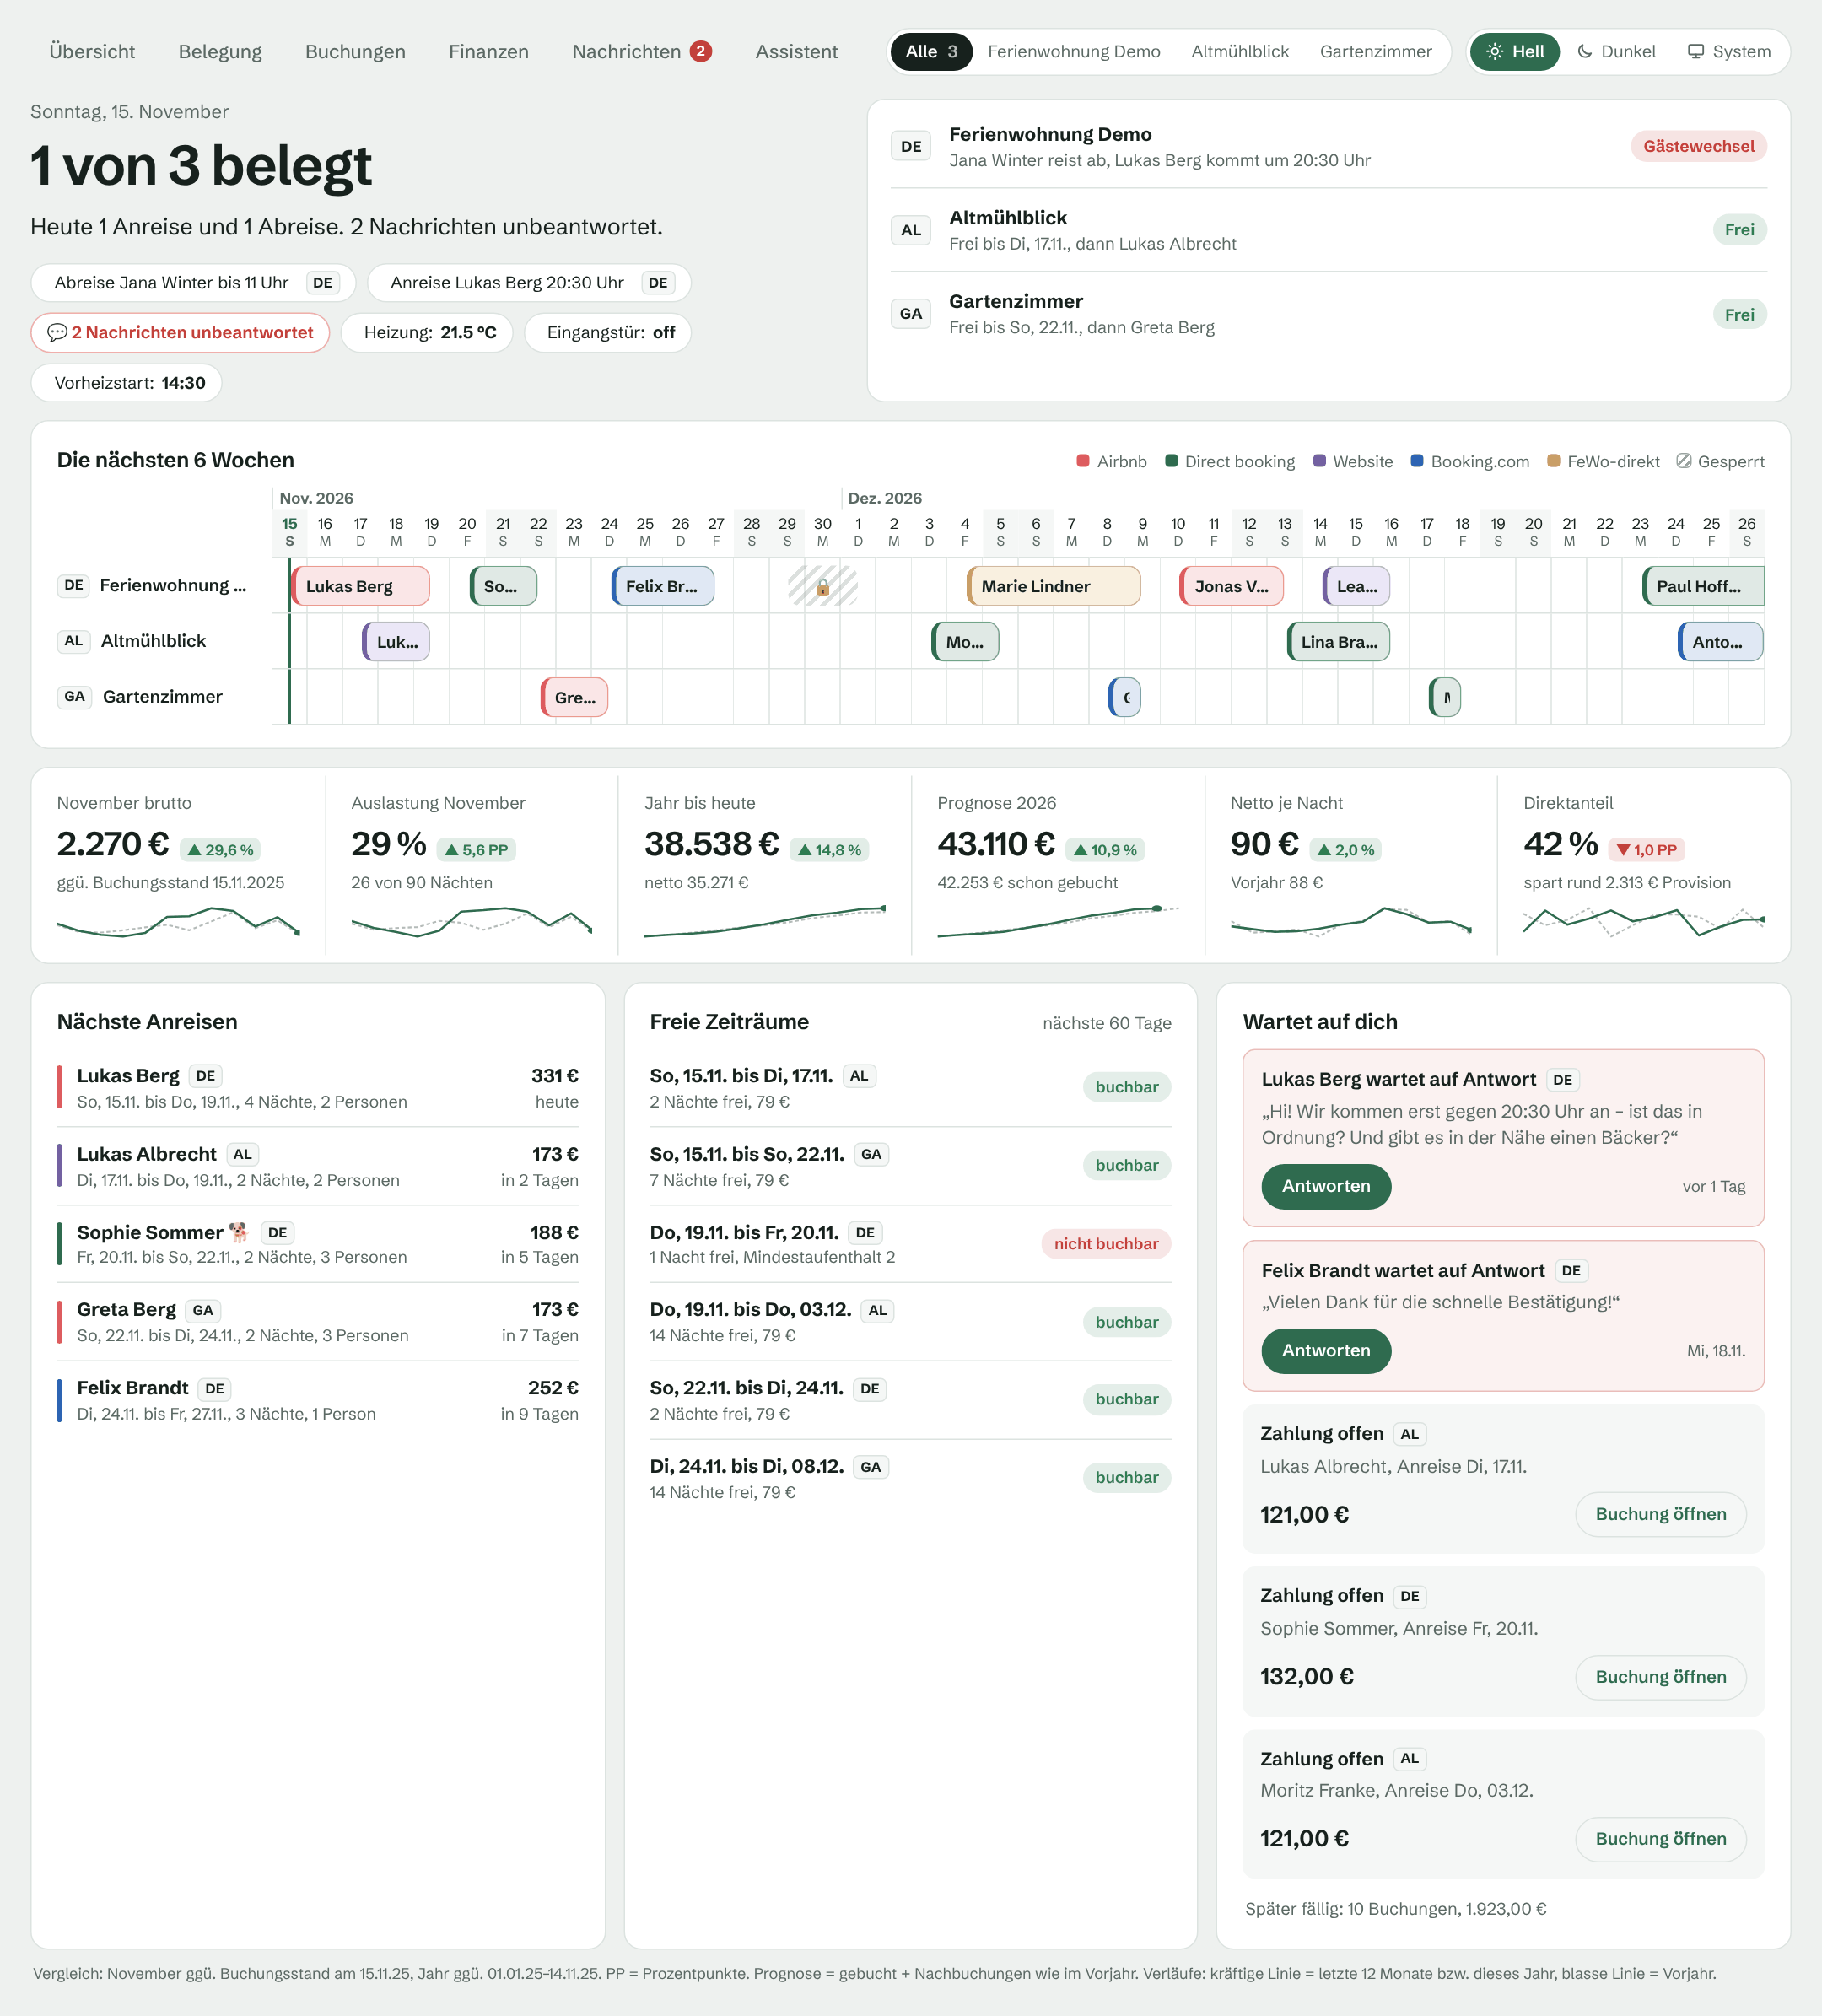 Übersicht Belegung Buchungen Finanzen Nachrichten 2 Assistent Alle 3 Ferienwohnung Demo Altmühlblick Gartenzimmer Hell Dunkel System
Sonntag, 15. November
1 von 3 belegt
Heute 1 Anreise und 1 Abreise. 2 Nachrichten unbeantwortet.
Abreise Jana Winter bis 11 Uhr DE Anreise Lukas Berg 20:30 Uhr DE
2 Nachrichten unbeantwortet Heizung: 21.5 °C Eingangstür: off
Vorheizstart: 14:30
DE Ferienwohnung Demo Gästewechsel
Jana Winter reist ab, Lukas Berg kommt um 20:30 Uhr
AL Altmühlblick Frei
Frei bis Di, 17.11., dann Lukas Albrecht
GA Gartenzimmer Frei
Frei bis So, 22.11., dann Greta Berg
Die nächsten 6 Wochen Airbnb Direct booking Website Booking.com FeWo-direkt Gesperrt
Nov. 2026 Dez. 2026
15 16 17 18 19 20 21 22 23 24 25 26 27 28 29 30 1 2 3 4 5 6 7 8 9 10 11 12 13 14 15 16 17 18 19 20 21 22 23 24 25 26
S M D M D F S S M D M D F S S M D M D F S S M D M D F S S M D M D F S S M D M D F S
DE Ferienwohnung ... Lukas Berg So... Felix Br... Marie Lindner Jonas V... Lea... Paul Hoff...
AL Altmühlblick Luk... Mo... Lina Bra... Anto...
GA Gartenzimmer Gre...
November brutto
2.270 € ▲ 29,6 %
ggü. Buchungsstand 15.11.2025
Auslastung November
29 % ▲ 5,6 PP
26 von 90 Nächten
Jahr bis heute
38.538 € ▲ 14,8 %
netto 35.271 €
Prognose 2026
43.110 € ▲ 10,9 %
42.253 € schon gebucht
Netto je Nacht
90 € ▲ 2,0 %
Vorjahr 88 €
Direktanteil
42 % ▼ 1,0 PP
spart rund 2.313 € Provision
Nächste Anreisen
Lukas Berg DE 331 €
So, 15.11. bis Do, 19.11., 4 Nächte, 2 Personen heute
Lukas Albrecht AL 173 €
Di, 17.11. bis Do, 19.11., 2 Nächte, 2 Personen in 2 Tagen
Sophie Sommer DE 188 €
Fr, 20.11. bis So, 22.11., 2 Nächte, 3 Personen in 5 Tagen
Greta Berg GA 173 €
So, 22.11. bis Di, 24.11., 2 Nächte, 3 Personen in 7 Tagen
Felix Brandt DE 252 €
Di, 24.11. bis Fr, 27.11., 3 Nächte, 1 Person in 9 Tagen
Freie Zeiträume nächste 60 Tage
So, 15.11. bis Di, 17.11. AL buchbar
2 Nächte frei, 79 €
So, 15.11. bis So, 22.11. GA buchbar
7 Nächte frei, 79 €
Do, 19.11. bis Fr, 20.11. DE nicht buchbar
1 Nacht frei, Mindestaufenthalt 2
Do, 19.11. bis Do, 03.12. AL buchbar
14 Nächte frei, 79 €
So, 22.11. bis Di, 24.11. DE buchbar
2 Nächte frei, 79 €
Di, 24.11. bis Di, 08.12. GA buchbar
14 Nächte frei, 79 €
Wartet auf dich
Lukas Berg wartet auf Antwort DE
„Hi! Wir kommen erst gegen 20:30 Uhr an – ist das in
Ordnung? Und gibt es in der Nähe einen Bäcker?“
Antworten vor 1 Tag
Felix Brandt wartet auf Antwort DE
„Vielen Dank für die schnelle Bestätigung!“
Antworten Mi, 18.11.
Zahlung offen AL
Lukas Albrecht, Anreise Di, 17.11.
121,00 € Buchung öffnen
Zahlung offen DE
Sophie Sommer, Anreise Fr, 20.11.
132,00 € Buchung öffnen
Zahlung offen AL
Moritz Franke, Anreise Do, 03.12.
121,00 € Buchung öffnen
Später fällig: 10 Buchungen, 1.923,00 €
Vergleich: November ggü. Buchungsstand am 15.11.25, Jahr ggü. 01.01.25–14.11.25. PP = Prozentpunkte. Prognose = gebucht + Nachbuchungen wie im Vorjahr. Verläufe: kräftige Linie = letzte 12 Monate bzw. dieses Jahr, blasse Linie = Vorjahr.